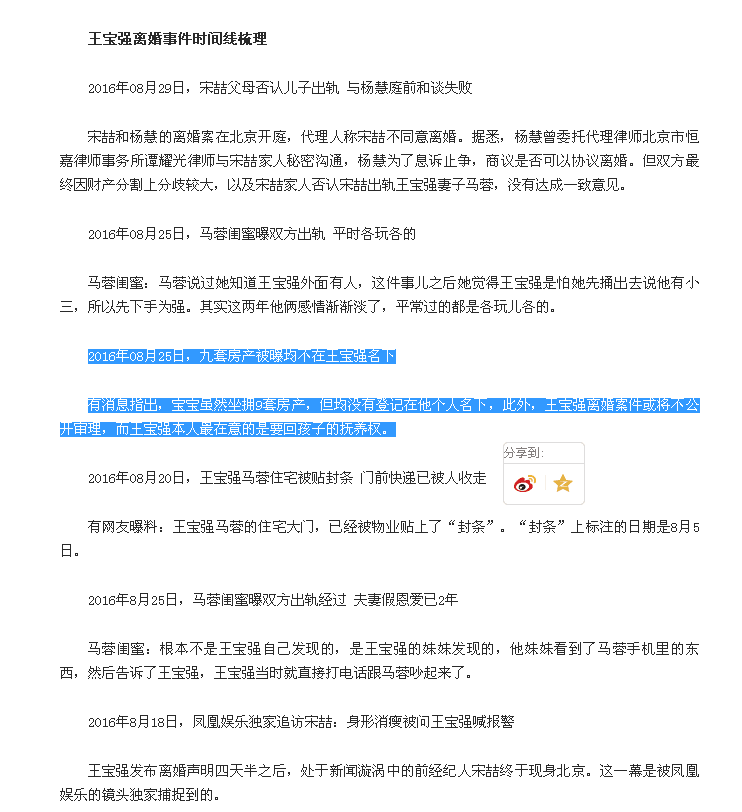 王宝强离婚事件时间线梳理
2016年08月29日，宋喆父母否认儿子出轨 与杨慧庭前和谈失败
宋喆和杨慧的离婚案在北京开庭，代理人称宋喆不同意离婚。据悉，杨慧曾委托代理律师北京市恒
嘉律师事务所谭耀光律师与宋喆家人秘密沟通，杨慧为了息诉止争，商议是否可以协议离婚。但双方最
终因财产分割上分歧较大，以及宋喆家人否认宋喆出轨王宝强妻子马蓉，没有达成一致意见。
2016年08月25日，马蓉闺蜜曝双方出轨 平时各玩各的
马蓉闺蜜：马蓉说过她知道王宝强外面有人，这件事儿之后她觉得王宝强是怕她先捅出去说他有小
三，所以先下手为强。其实这两年他俩感情渐渐淡了，平常过的都是各玩儿各的。
2016年08月25日，九套房产被曝均不在王宝强名下
有消息指出，宝宝虽然坐拥9套房产，但均没有登记在他个人名下，此外，王宝强离婚案件或将不公
开审理，而王宝强本人最在意的是要回孩子的抚养权。
分享到:
2016年08月20日，王宝强马蓉住宅被贴封条 门前快递已被人收走
有网友曝料：王宝强马蓉的住宅大门，已经被物业贴上了“封条”。“封条”上标注的日期是8月5
日。
2016年8月25日，马蓉闺蜜曝双方出轨经过 夫妻假恩爱已2年
马蓉闺蜜：根本不是王宝强自己发现的，是王宝强的妹妹发现的，他妹妹看到了马蓉手机里的东
西，然后告诉了王宝强，王宝强当时就直接打电话跟马蓉吵起来了。
2016年8月18日，凤凰娱乐独家追访宋喆：身形消瘦被问王宝强喊报警
王宝强发布离婚声明四天半之后，处于新闻漩涡中的前经纪人宋喆终于现身北京。这一幕是被凤凰
娱乐的镜头独家捕捉到的。